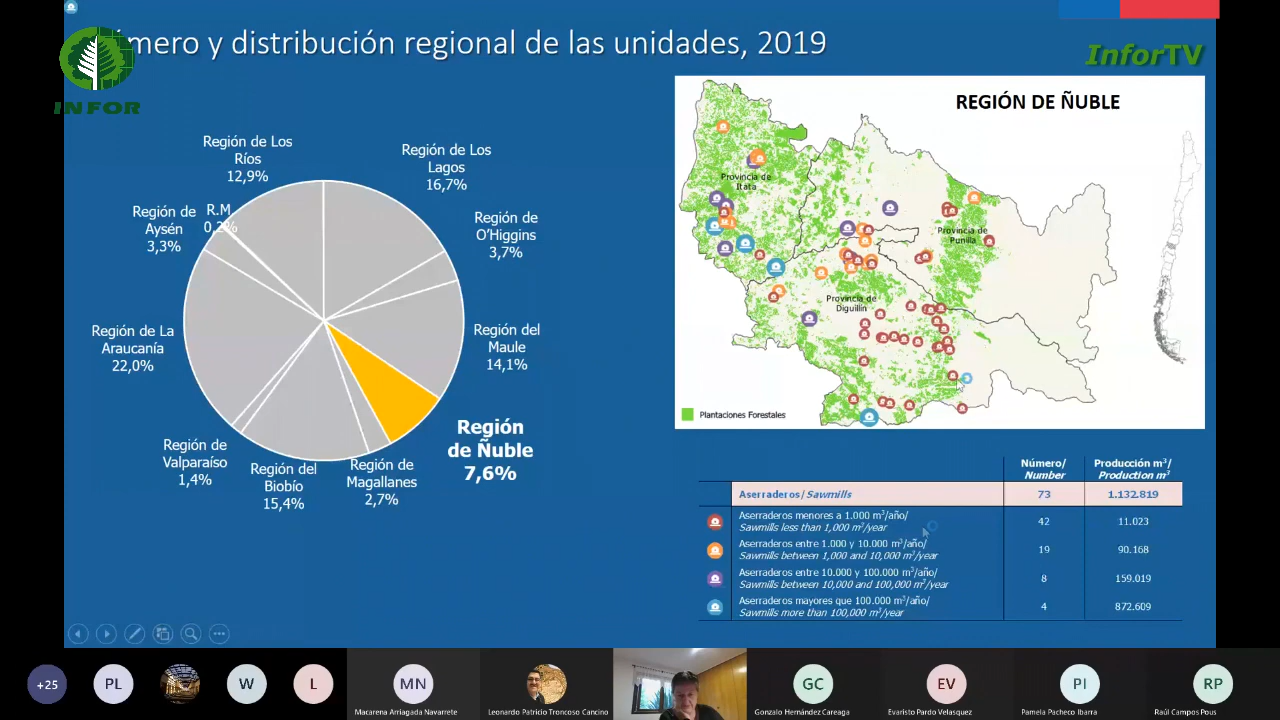 mero y distribución regional de las unidades, 2019
INFOR
InforTV
Región de Los
Ríos
12,9%
Región de Los
Lagos
16,7%
Región de
Aysén
3,3%
R.M
0,2%
Región de
O'Higgins
3,7%
Región de La
Araucanía
22,0%
Región del
Maule
14,1%
Región
de Ñuble
7,6%
Región de
Valparaíso
1,4%
Región del
Biobío
15,4%
Región de
Magallanes
2,7%
REGIÓN DE ÑUBLE
Provincia de
Itata
Provincia de
Punilla
Provincia de
Diguillín
Plantaciones Forestales
Número/
Number
Producción m³/
Production m³
Aserraderos/ Sawmills 73 1.132.819
Aserraderos menores a 1.000 m³/año/
Sawmills less than 1,000 m³/year
42 11.023
Aserraderos entre 1.000 y 10.000 m³/año/
Sawmills between 1,000 and 10,000 m³/year
19 90.168
Aserraderos entre 10.000 y 100.000 m³/año/
Sawmills between 10,000 and 100,000 m³/year
8 159.019
Aserraderos mayores que 100.000 m³/año/
Sawmills more than 100,000 m³/year
4 872.609
+25
PL
W
L
MN
Macarena Arriagada Navarrete
Leonardo Patricio Troncoso Cancino
GC
Gonzalo Hernández Careaga
EV
Evaristo Pardo Velasquez
PI
Pamela Pacheco Ibarra
RP
Raúl Campos Pous